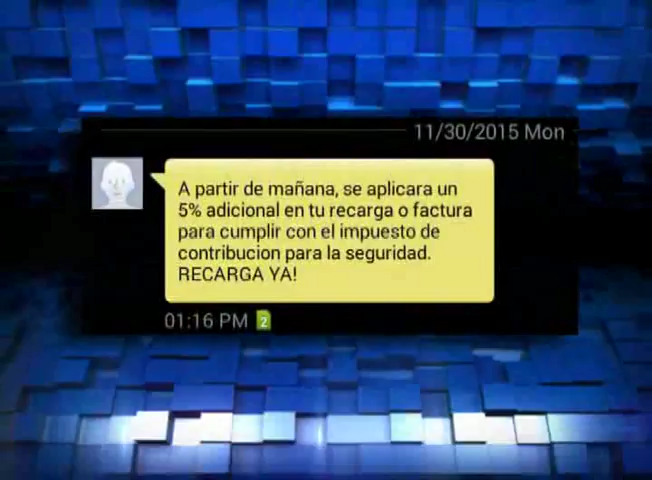 11/30/2015 Mon
A partir de mañana, se aplicara un
5% adicional en tu recarga o factura
para cumplir con el impuesto de
contribucion para la seguridad.
RECARGA YA!
01:16 PM 2